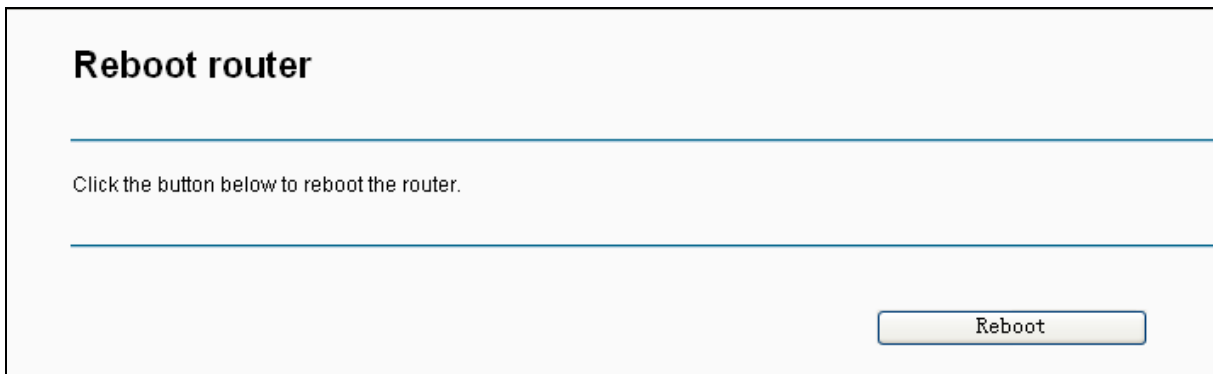 Reboot router
Click the button below to reboot the router.
Reboot